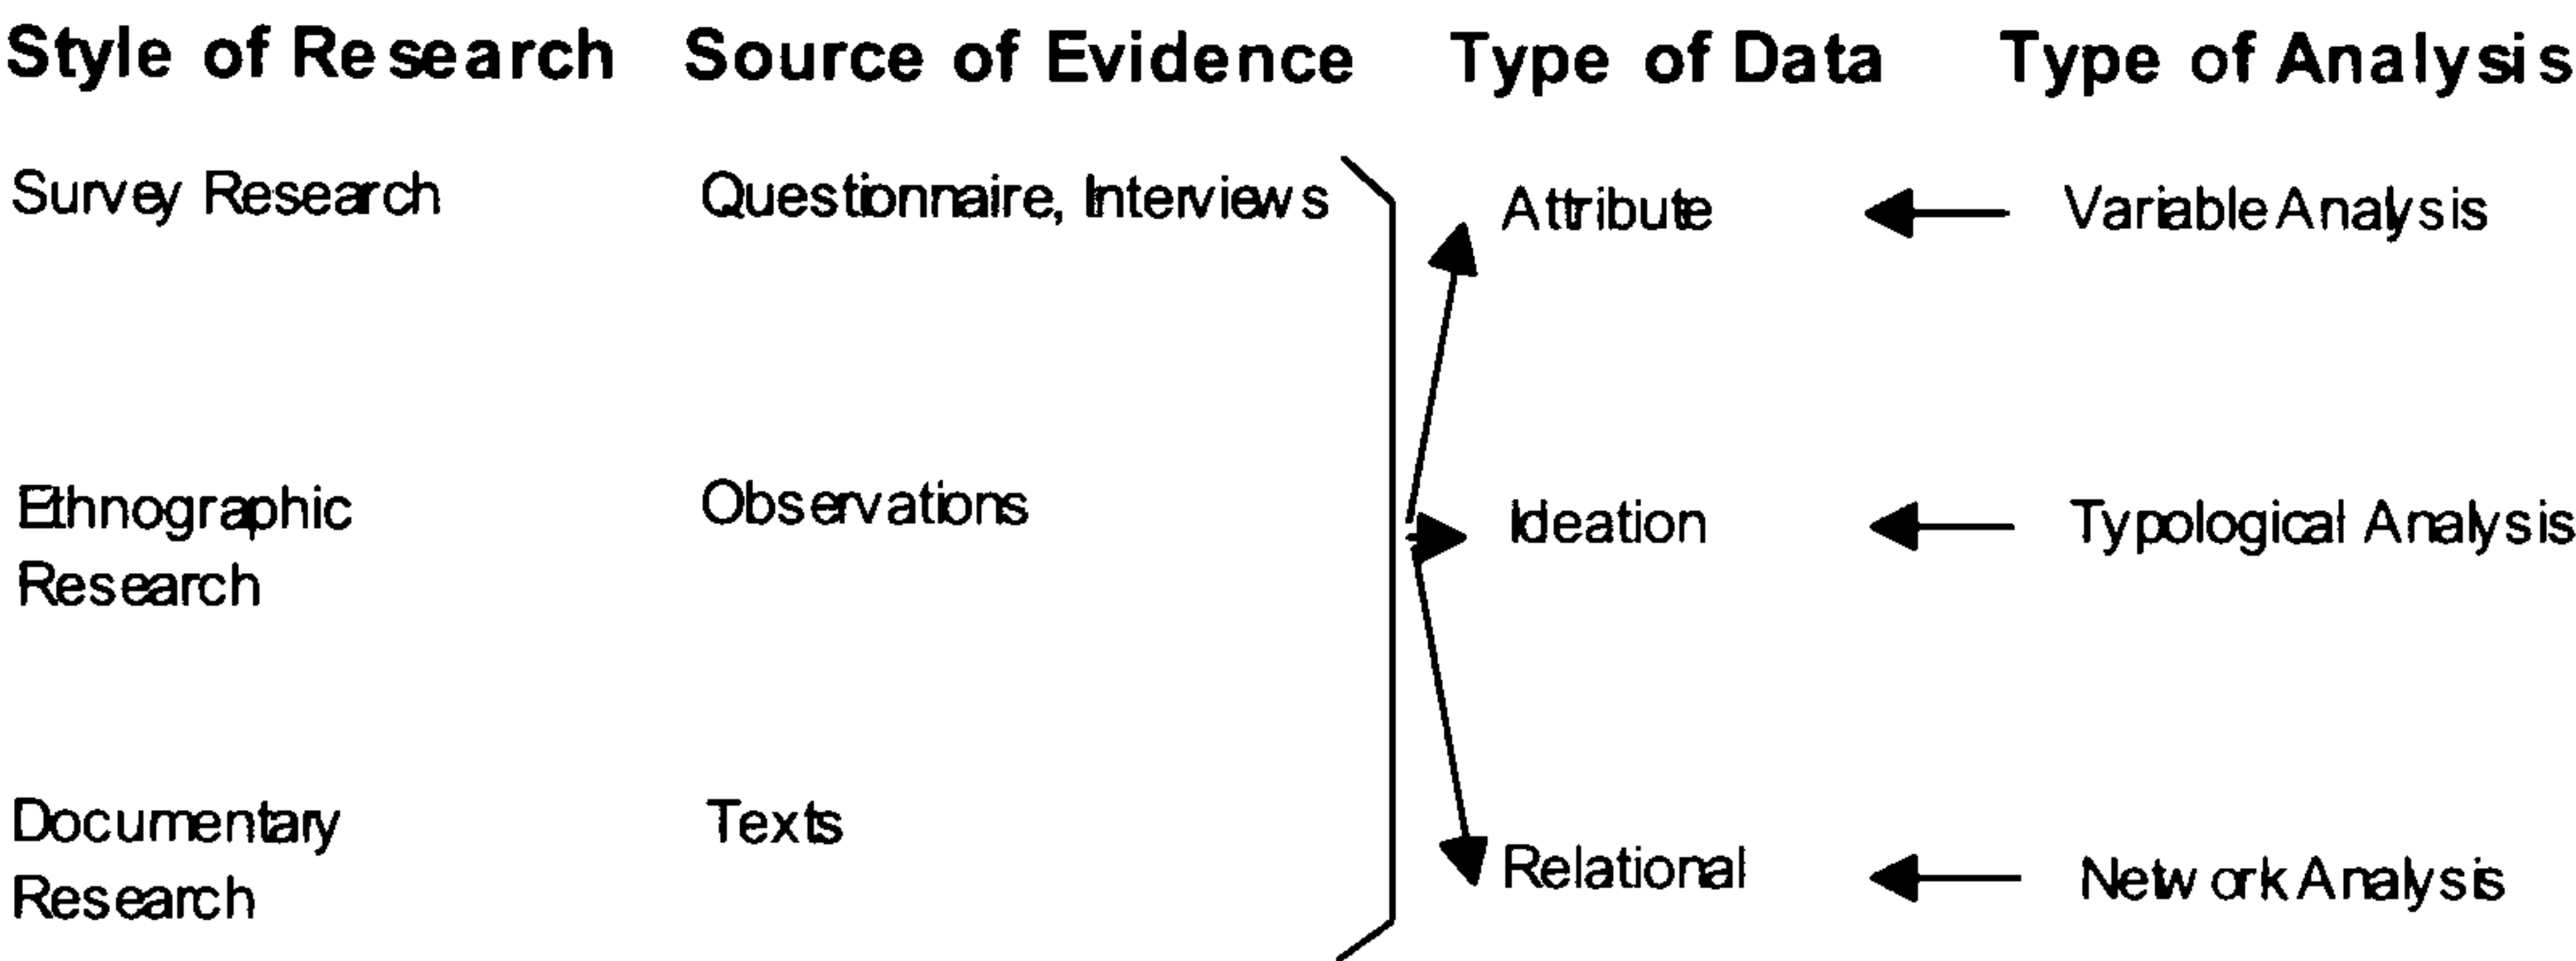 Style of Research Source of Evidence Type of Data Type of Analysis
Survey Research Questionnaire, Interviews Attribute Variable Analysis
Ethnographic Observations Ideation Typological Analysis
Research
Documentary Texts Relational Network Analysis
Research